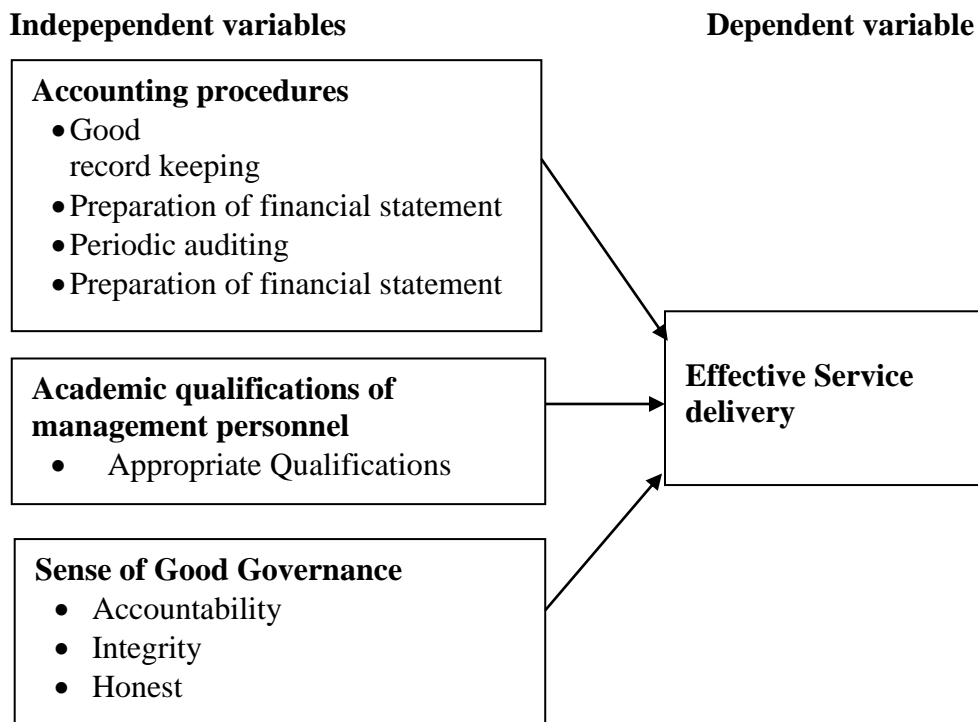 Indepependent variables
Dependent variable
Accounting procedures
•Good
record keeping
•Preparation of financial statement
•Periodic auditing
•Preparation of financial statement
Academic qualifications of
management personnel
• Appropriate Qualifications
Sense of Good Governance
• Accountability
• Integrity
• Honest
Effective Service
delivery